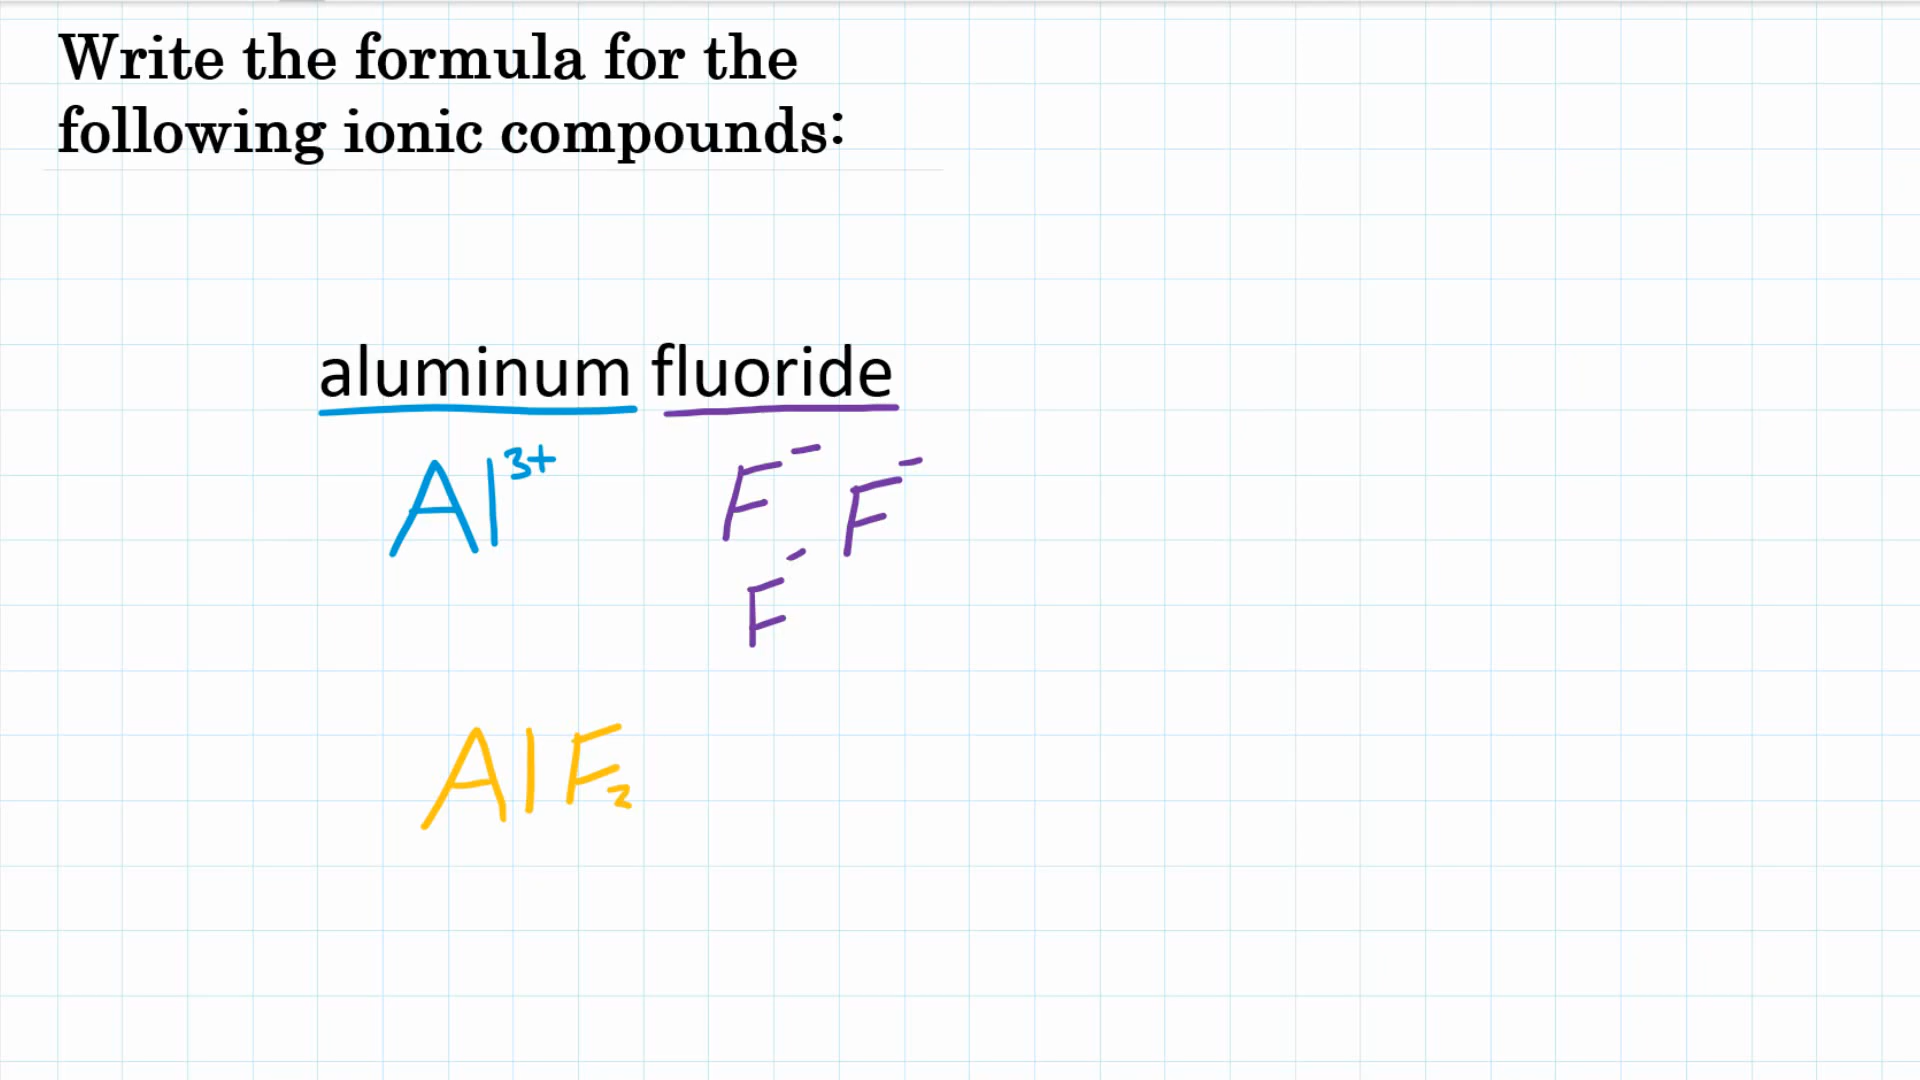 Write the formula for the
following ionic compounds:
aluminum fluoride
Al³⁺ F⁻ F⁻
F⁻
AlF₂